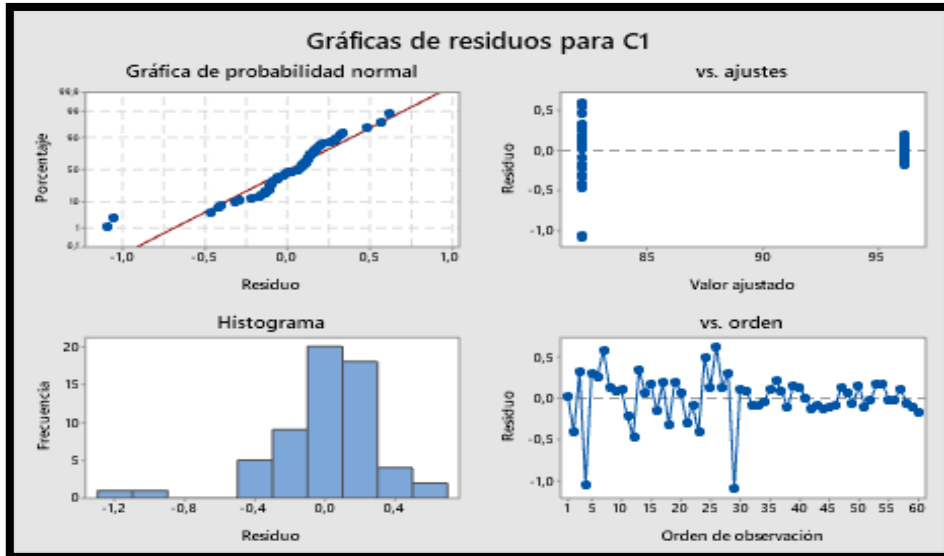 Gráficas de residuos para C1
Gráfica de probabilidad normal
99,9
99
90
50
10
1
0,1
Porcentaje
-1,0
-0,5
0,0
0,5
1,0
Residuo
vs. ajustes
0,5
0,0
-0,5
-1,0
Residuo
85
90
95
Valor ajustado
Histograma
20
15
10
5
0
Frecuencia
-1,2
-0,8
-0,4
0,0
0,4
Residuo
vs. orden
0,5
0,0
-0,5
-1,0
Residuo
1 5 10 15 20 25 30 35 40 45 50 55 60
Orden de observación